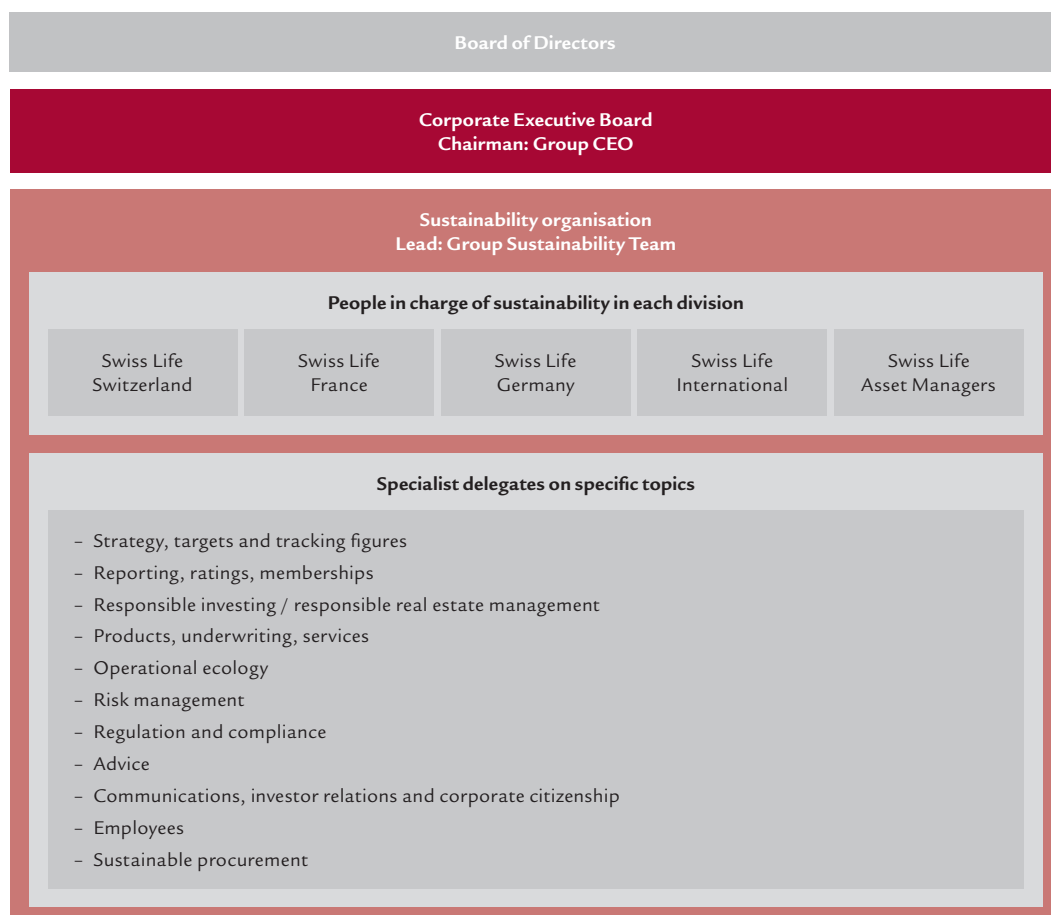 Board of Directors
Corporate Executive Board
Chairman: Group CEO
Sustainability organisation
Lead: Group Sustainability Team
People in charge of sustainability in each division
Swiss Life
Switzerland
Swiss Life
France
Swiss Life
Germany
Swiss Life
International
Swiss Life
Asset Managers
Specialist delegates on specific topics
– Strategy, targets and tracking figures
– Reporting, ratings, memberships
– Responsible investing / responsible real estate management
– Products, underwriting, services
– Operational ecology
– Risk management
– Regulation and compliance
– Advice
– Communications, investor relations and corporate citizenship
– Employees
– Sustainable procurement